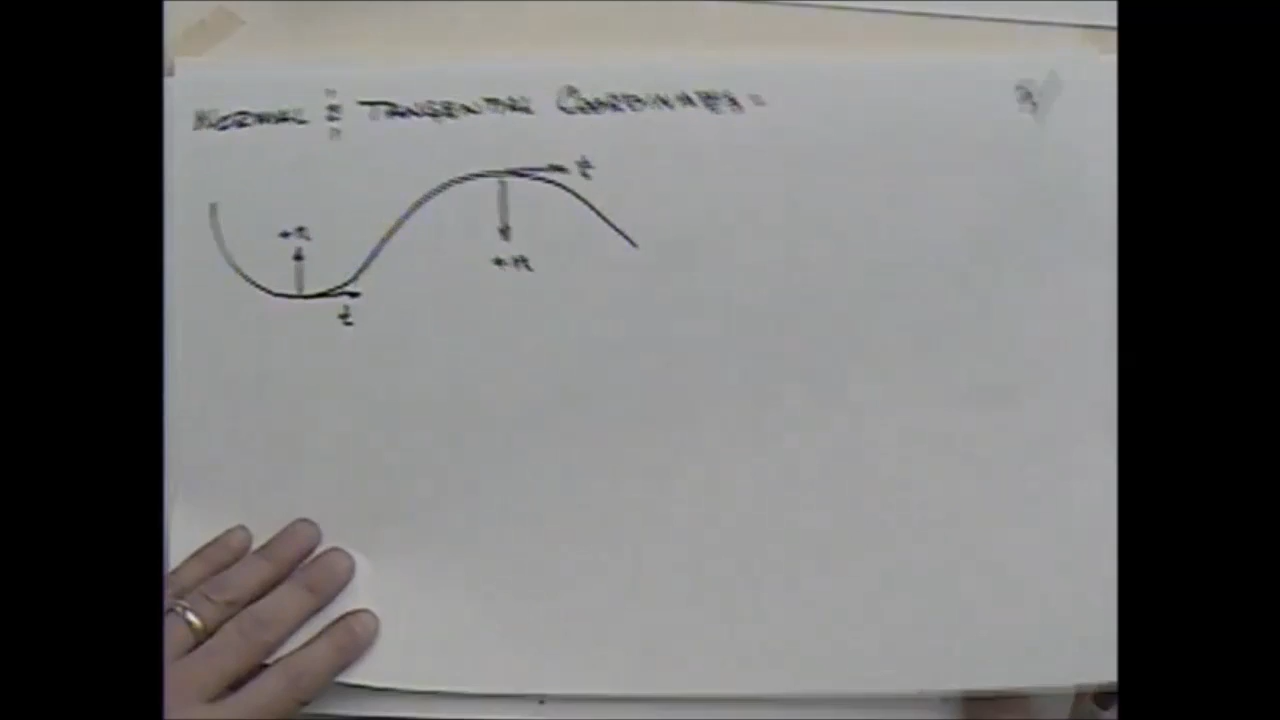 NORMAL & TANGENTIAL COORDINATES =
t
+n
+n
t